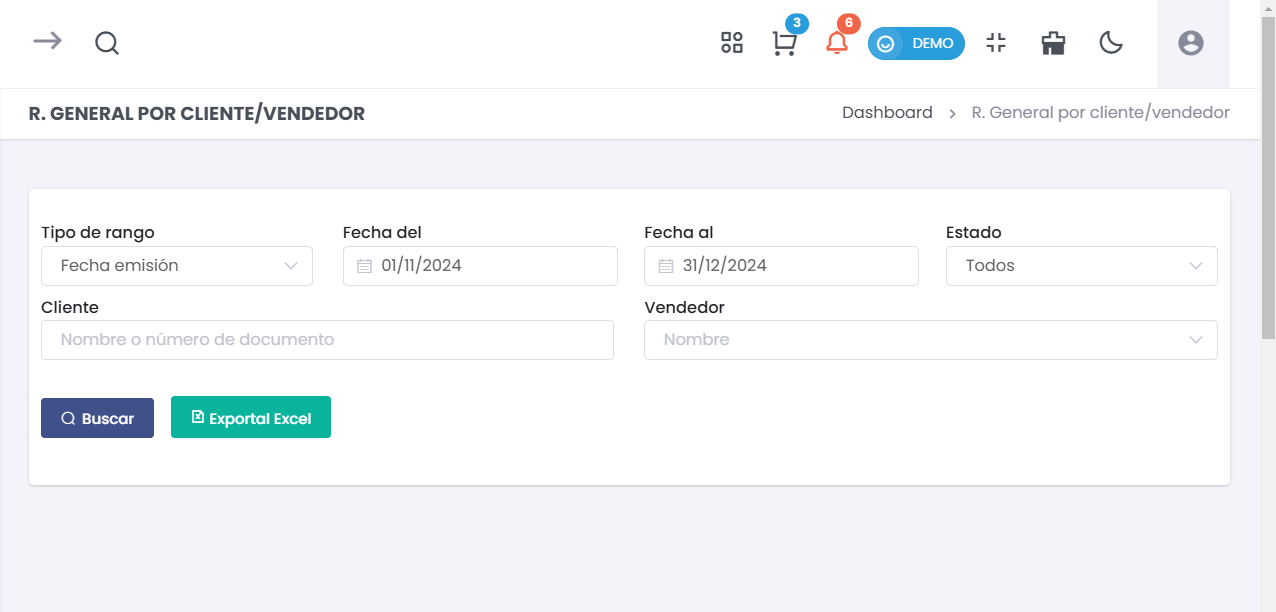 3
6
DEMO
R. GENERAL POR CLIENTE/VENDEDOR
Dashboard > R. General por cliente/vendedor
Tipo de rango
Fecha del
Fecha al
Estado
Fecha emisión
01/11/2024
31/12/2024
Todos
Cliente
Vendedor
Nombre o número de documento
Nombre
Buscar
Exportal Excel